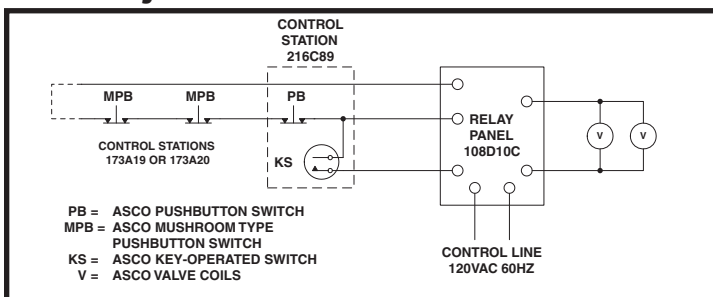 CONTROL
STATION
216C89
MPB
MPB
PB
CONTROL STATIONS
173A19 OR 173A20
KS
RELAY
PANEL
108D10C
V
V
PB = ASCO PUSHBUTTON SWITCH
MPB = ASCO MUSHROOM TYPE
PUSHBUTTON SWITCH
KS = ASCO KEY-OPERATED SWITCH
V = ASCO VALVE COILS
CONTROL LINE
120VAC 60HZ